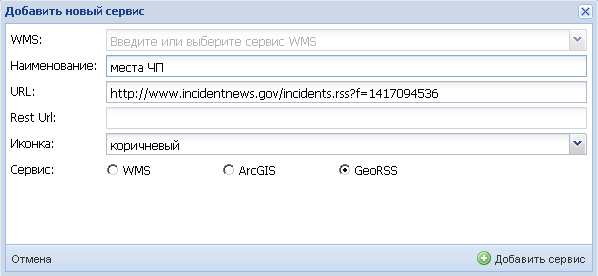 Добавить новый сервис
WMS: Введите или выберите сервис WMS
Наименование: места ЧП
URL: http://www.incidentnews.gov/incidents.rss?f=1417094536
Rest Url:
Иконка: коричневый
Сервис: WMS ArcGIS GeoRSS
Отмена Добавить сервис